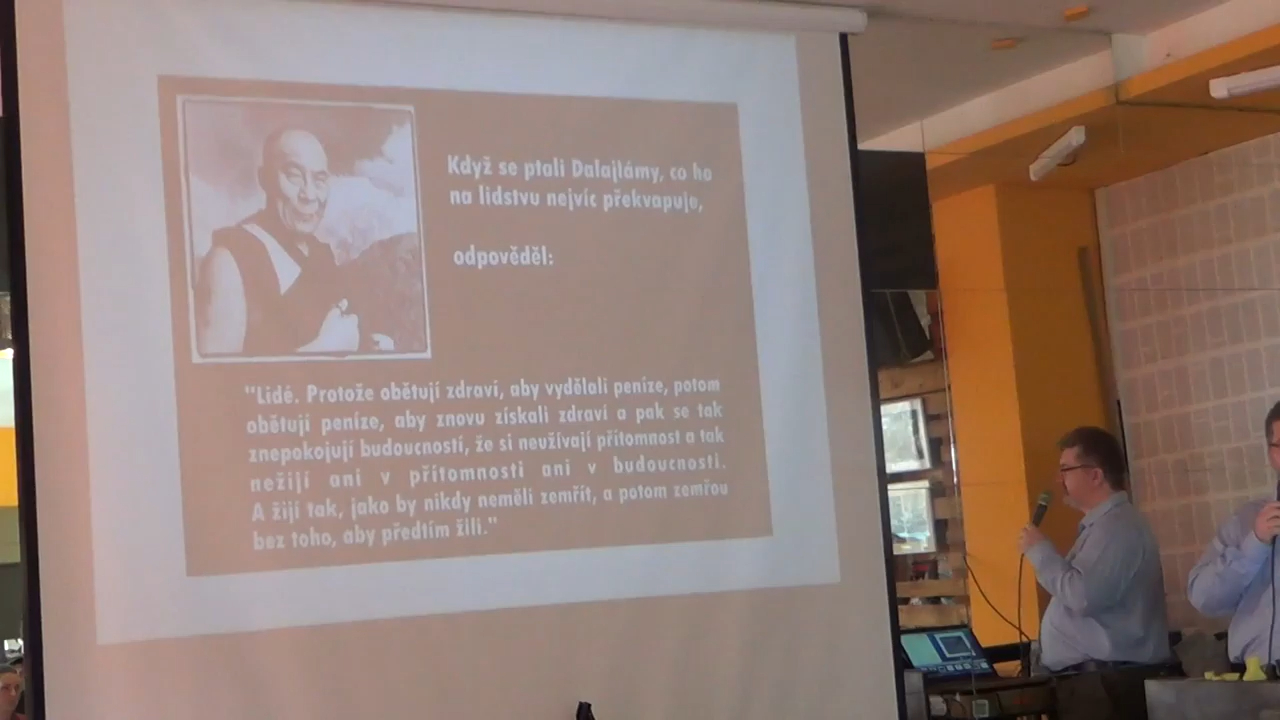 Když se ptali Dalajlámy, co ho
na lidstvu nejvíc překvapuje,
odpověděl:
"Lidé. Protože obětují zdraví, aby vydělali peníze, potom
obětují peníze, aby znovu získali zdraví a pak se tak
znepokojují budoucností, že si neužívají přítomnost a tak
nežijí ani v přítomnosti ani v budoucnosti.
A žijí tak, jako by nikdy neměli zemřít, a potom zemřou
bez toho, aby předtím žili."